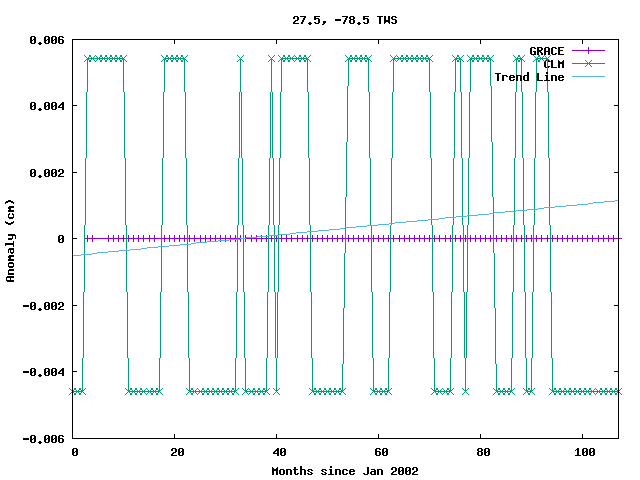 27.5, -78.5 TWS
GRACE
CLM
Trend Line
0.006
0.004
0.002
0
-0.002
-0.004
-0.006
Anomaly (cm)
0 20 40 60 80 100
Months since Jan 2002